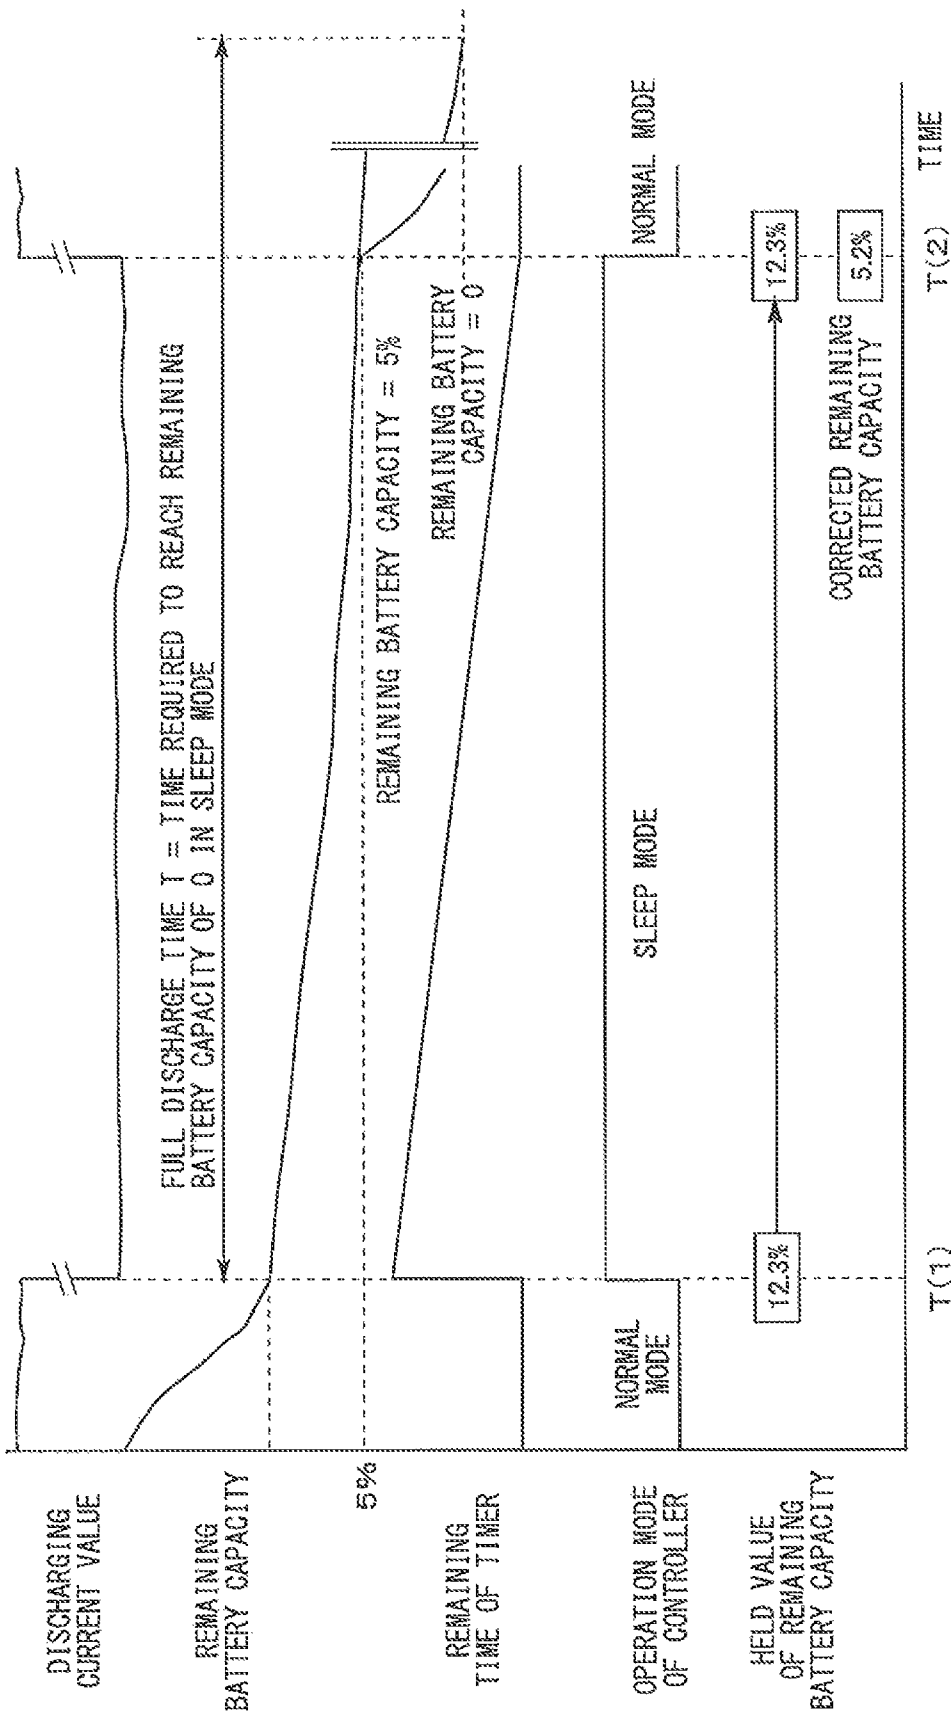 DISCHARGING
CURRENT VALUE
FULL DISCHARGE TIME T = TIME REQUIRED TO REACH REMAINING
BATTERY CAPACITY OF 0 IN SLEEP MODE
REMAINING
BATTERY CAPACITY
5%
REMAINING BATTERY CAPACITY = 5%
REMAINING BATTERY
CAPACITY = 0
REMAINING
TIME OF TIMER
OPERATION MODE
OF CONTROLLER
NORMAL
MODE
SLEEP MODE
NORMAL MODE
HELD VALUE
OF REMAINING
BATTERY CAPACITY
12.3%
12.3%
CORRECTED REMAINING
BATTERY CAPACITY
5.2%
T(1)
T(2)
TIME